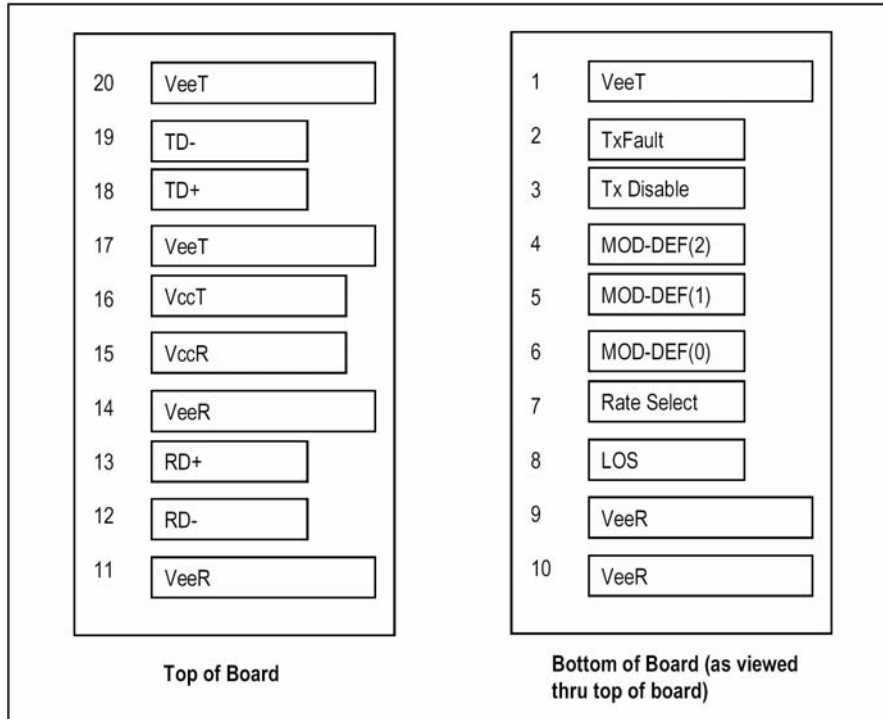 20 VeeT
19 TD-
18 TD+
17 VeeT
16 VccT
15 VccR
14 VeeR
13 RD+
12 RD-
11 VeeR
Top of Board
1 VeeT
2 TxFault
3 Tx Disable
4 MOD-DEF(2)
5 MOD-DEF(1)
6 MOD-DEF(0)
7 Rate Select
8 LOS
9 VeeR
10 VeeR
Bottom of Board (as viewed
thru top of board)